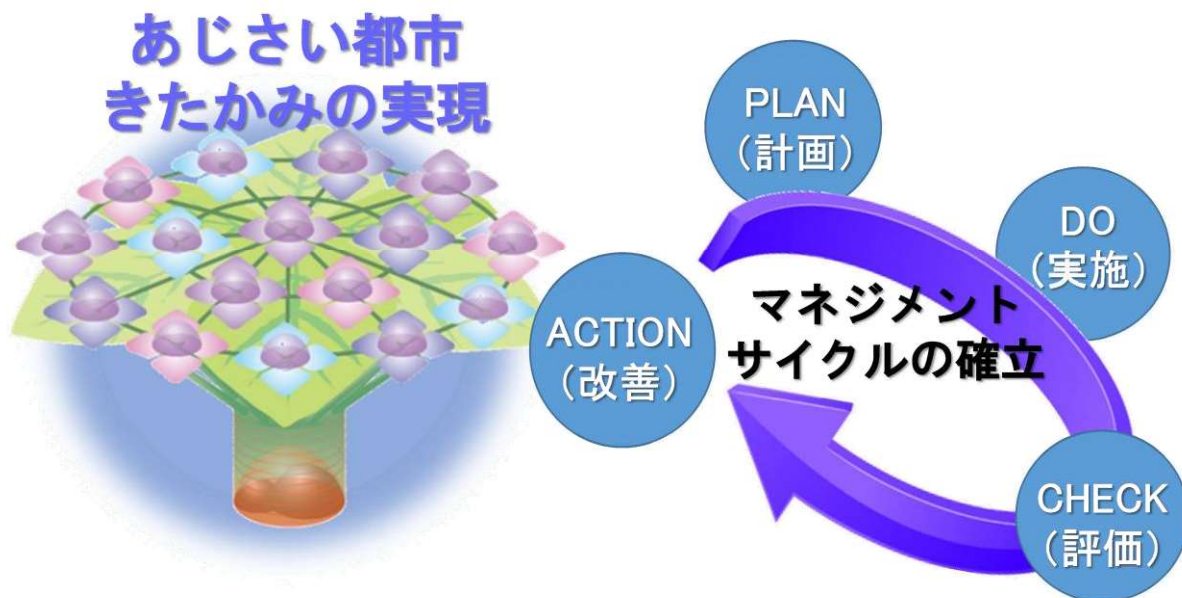 あじさい都市
きたかみの実現
PLAN
(計画)
DO
(実施)
マネジメント
サイクルの確立
ACTION
(改善)
CHECK
(評価)